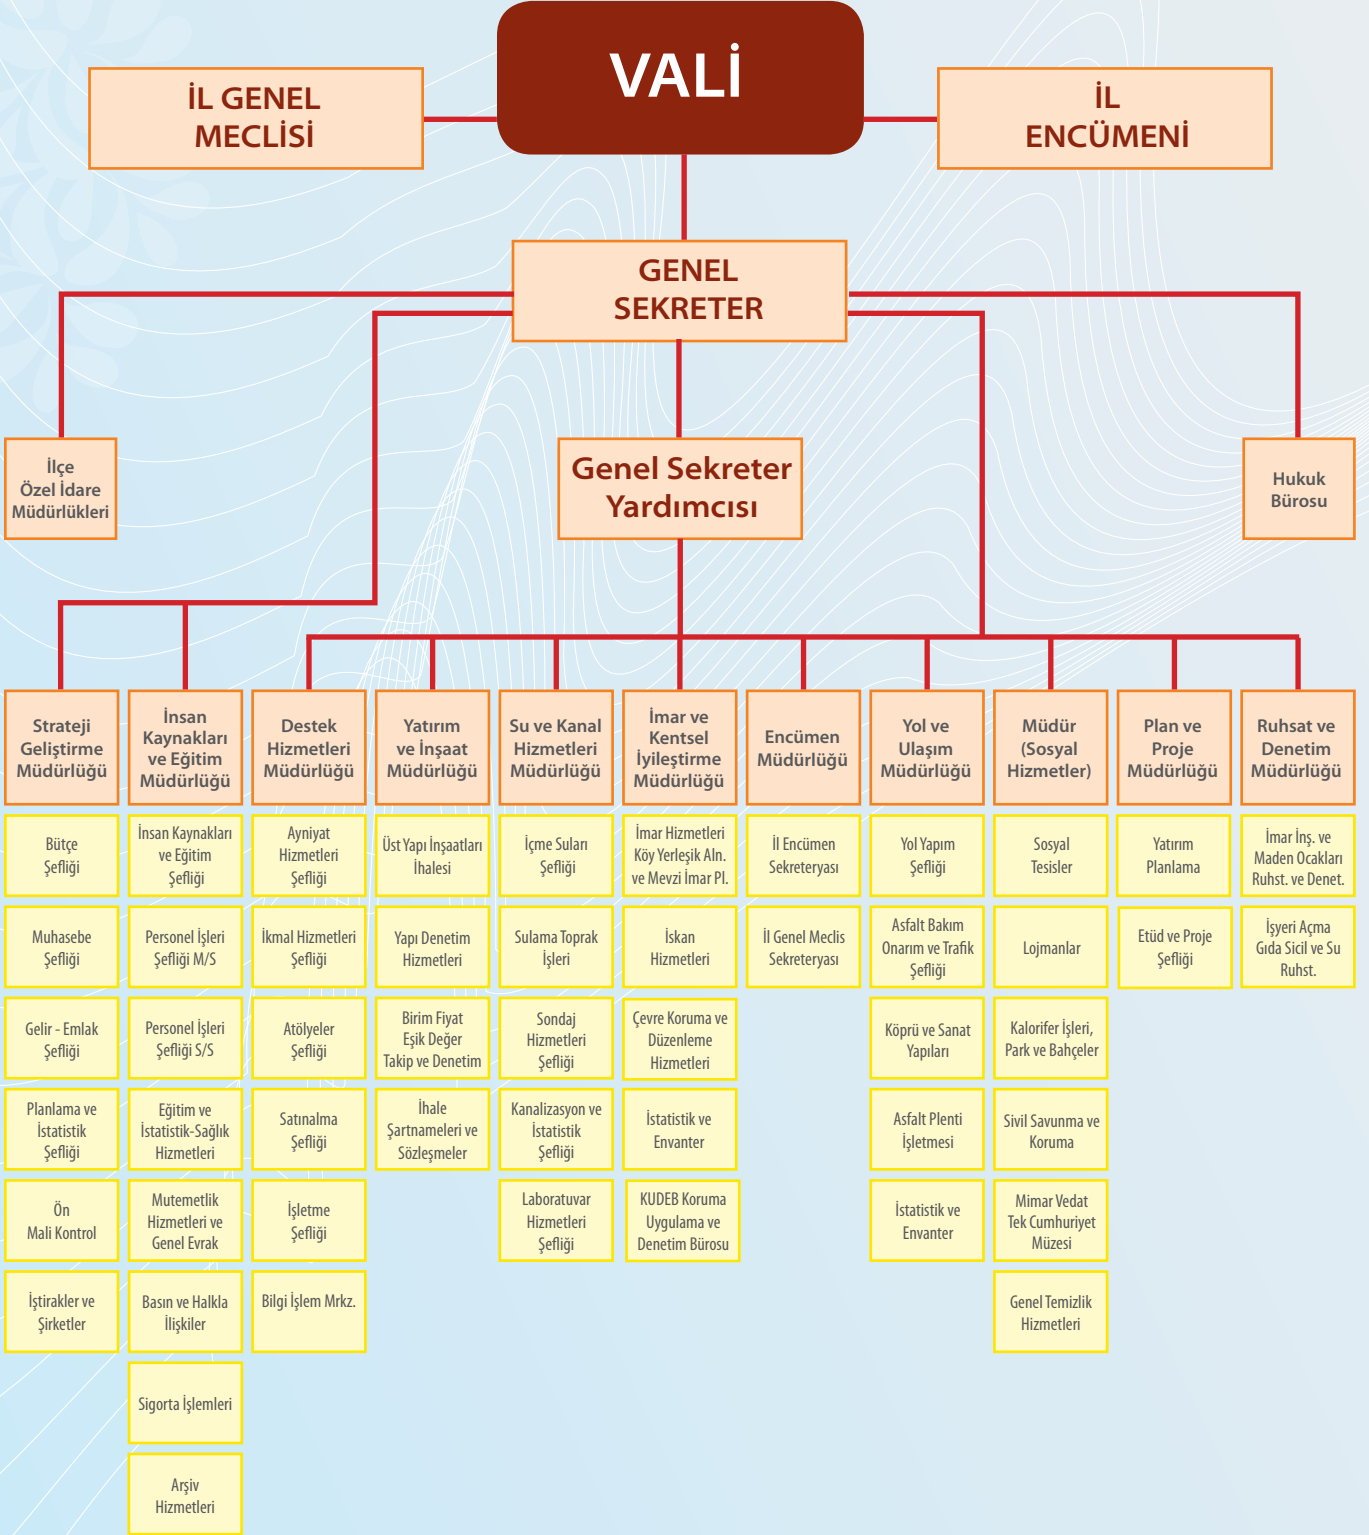 VALİ
İL GENEL
MECLİSİ
İL
ENCÜMENİ
GENEL
SEKRETER
İlçe
Özel İdare
Müdürlükleri
Genel Sekreter
Yardımcısı
Hukuk
Bürosu
Strateji
Geliştirme
Müdürlüğü
Bütçe
Şefliği
Muhasebe
Şefliği
Gelir - Emlak
Şefliği
Planlama ve
İstatistik
Şefliği
Ön
Mali Kontrol
İştirakler ve
Şirketler
İnsan
Kaynakları
ve Eğitim
Müdürlüğü
İnsan Kaynakları
ve Eğitim
Şefliği
Personel İşleri
Şefliği M/S
Personel İşleri
Şefliği S/S
Eğitim ve
İstatistik-Sağlık
Hizmetleri
Mutemetlik
Hizmetleri ve
Genel Evrak
Basın ve Halkla
İlişkiler
Sigorta İşlemleri
Arşiv
Hizmetleri
Destek
Hizmetleri
Müdürlüğü
Ayniyat
Hizmetleri
Şefliği
İkmal Hizmetleri
Şefliği
Atölyeler
Şefliği
Satınalma
Şefliği
İşletme
Şefliği
Bilgi İşlem Mrkz.
Yatırım
ve İnşaat
Müdürlüğü
Üst Yapı İnşaatları
İhalesi
Yapı Denetim
Hizmetleri
Birim Fiyat
Eşik Değer
Takip ve Denetim
İhale
Şartnameleri ve
Sözleşmeler
Su ve Kanal
Hizmetleri
Müdürlüğü
İçme Suları
Şefliği
Sulama Toprak
İşleri
Sondaj
Hizmetleri
Şefliği
Kanalizasyon ve
İstatistik
Şefliği
Laboratuvar
Hizmetleri
Şefliği
İmar ve
Kentsel
İyileştirme
Müdürlüğü
İmar Hizmetleri
Köy Yerleşik Aln.
ve Mevzi İmar Pl.
İskan
Hizmetleri
Çevre Koruma ve
Düzenleme
Hizmetleri
İstatistik ve
Envanter
KUDEB Koruma
Uygulama ve
Denetim Bürosu
Encümen
Müdürlüğü
İl Encümen
Sekreteryası
İl Genel Meclis
Sekreteryası
Yol ve
Ulaşım
Müdürlüğü
Yol Yapım
Şefliği
Asfalt Bakım
Onarım ve Trafik
Şefliği
Köprü ve Sanat
Yapıları
Asfalt Plenti
İşletmesi
İstatistik ve
Envanter
Müdür
(Sosyal
Hizmetler)
Sosyal
Tesisler
Lojmanlar
Kalorifer İşleri,
Park ve Bahçeler
Sivil Savunma ve
Koruma
Mimar Vedat
Tek Cumhuriyet
Müzesi
Genel Temizlik
Hizmetleri
Plan ve
Proje
Müdürlüğü
Yatırım
Planlama
Etüd ve Proje
Şefliği
Ruhsat ve
Denetim
Müdürlüğü
İmar İnş. ve
Maden Ocakları
Ruhst. ve Denet.
İşyeri Açma
Gıda Sicil ve Su
Ruhst.